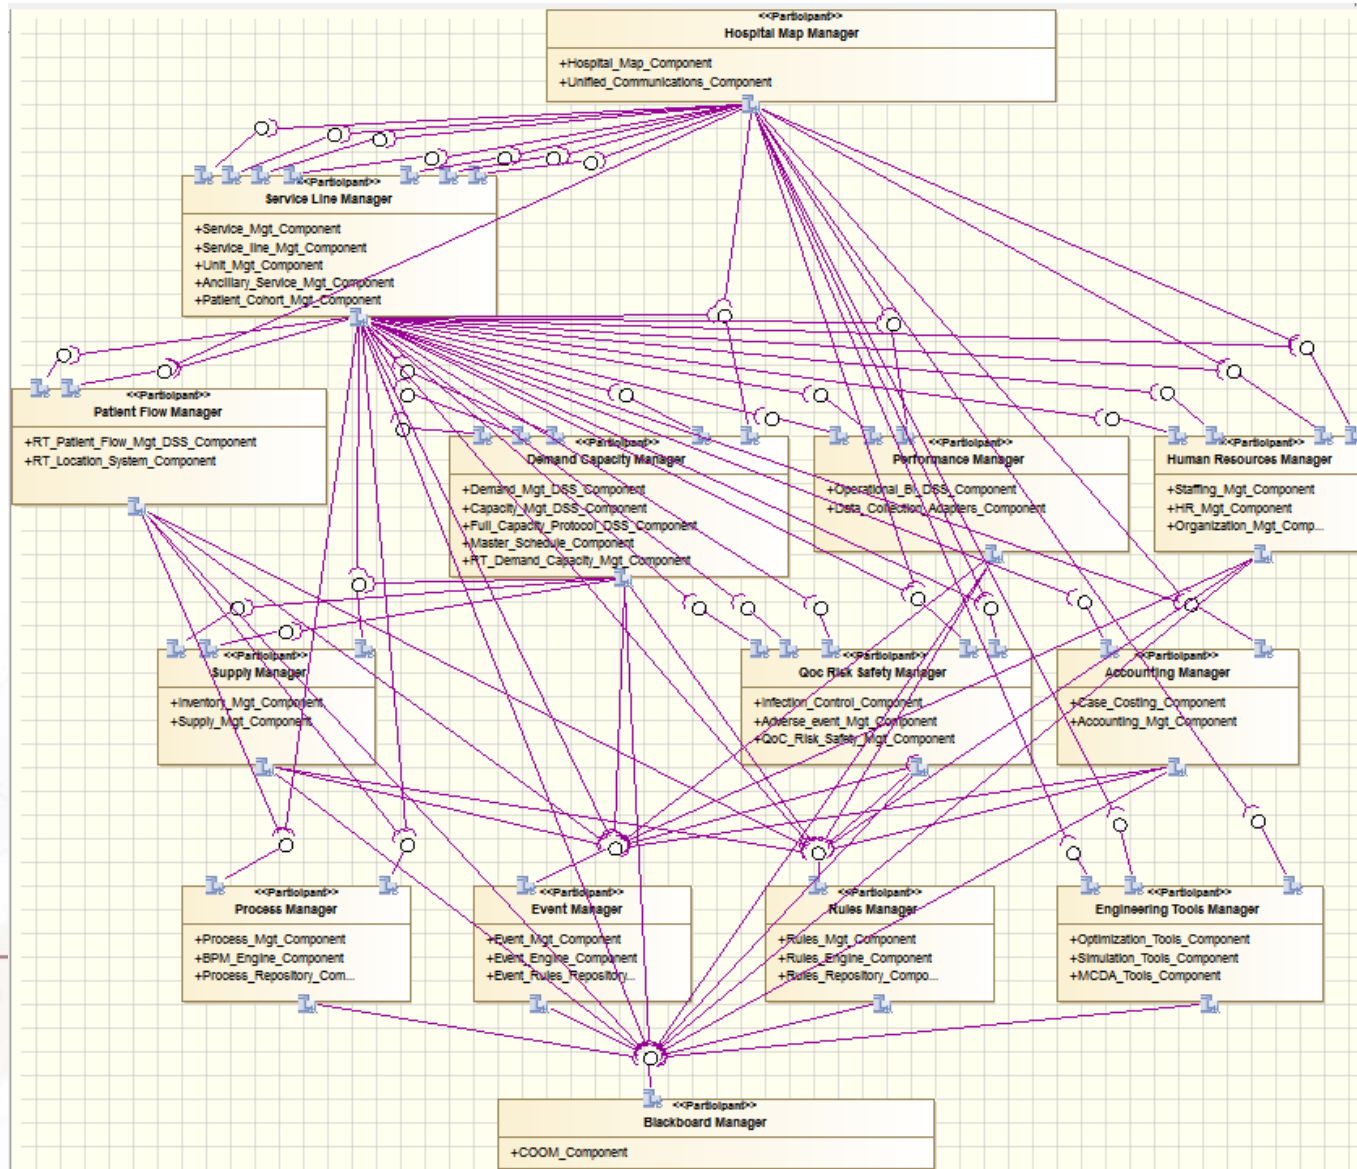 <<Participant>>
Hospital Map Manager
+Hospital_Map_Component
+Unified_Communications_Component
<<Participant>>
Service Line Manager
+Service_Mgt_Component
+Service_line_Mgt_Component
+Unit_Mgt_Component
+Ancillary_Service_Mgt_Component
+Patient_Cohort_Mgt_Component
<<Participant>>
Patient Flow Manager
+RT_Patient_Flow_Mgt_DSS_Component
+RT_Location_System_Component
<<Participant>>
Demand Capacity Manager
+Demand_Mgt_DSS_Component
+Capacity_Mgt_DSS_Component
+Full_Capacity_Protocol_DSS_Component
+Master_Schedule_Component
+RT_Demand_Capacity_Mgt_Component
<<Participant>>
Performance Manager
+Operational_BI_DSS_Component
+Data_Collection_Adapters_Component
<<Participant>>
Human Resources Manager
+Staffing_Mgt_Component
+HR_Mgt_Component
+Organization_Mgt_Comp...
<<Participant>>
Supply Manager
+Inventory_Mgt_Component
+Supply_Mgt_Component
<<Participant>>
Qoc Risk Safety Manager
+Infection_Control_Component
+Adverse_event_Mgt_Component
+QoC_Risk_Safety_Mgt_Component
<<Participant>>
Accounting Manager
+Case_Costing_Component
+Accounting_Mgt_Component
<<Participant>>
Process Manager
+Process_Mgt_Component
+BPM_Engine_Component
+Process_Repository_Com...
<<Participant>>
Event Manager
+Event_Mgt_Component
+Event_Engine_Component
+Event_Rules_Repository...
<<Participant>>
Rules Manager
+Rules_Mgt_Component
+Rules_Engine_Component
+Rules_Repository_Compo...
<<Participant>>
Engineering Tools Manager
+Optimization_Tools_Component
+Simulation_Tools_Component
+MCDA_Tools_Component
<<Participant>>
Blackboard Manager
+COOM_Component